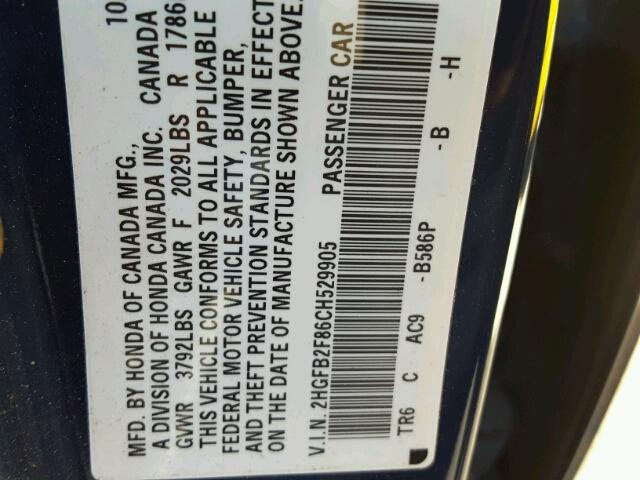 MFD. BY HONDA OF CANADA MFG., 10
A DIVISION OF HONDA CANADA INC. CANADA
GVWR 3792LBS GAWR F 2029LBS R 1786
THIS VEHICLE CONFORMS TO ALL APPLICABLE
FEDERAL MOTOR VEHICLE SAFETY, BUMPER,
AND THEFT PREVENTION STANDARDS IN EFFECT
ON THE DATE OF MANUFACTURE SHOWN ABOVE.
V.I.N. 2HGFB2F86CH529905 PASSENGER CAR
TR6 C AC9 -B586P -B -H